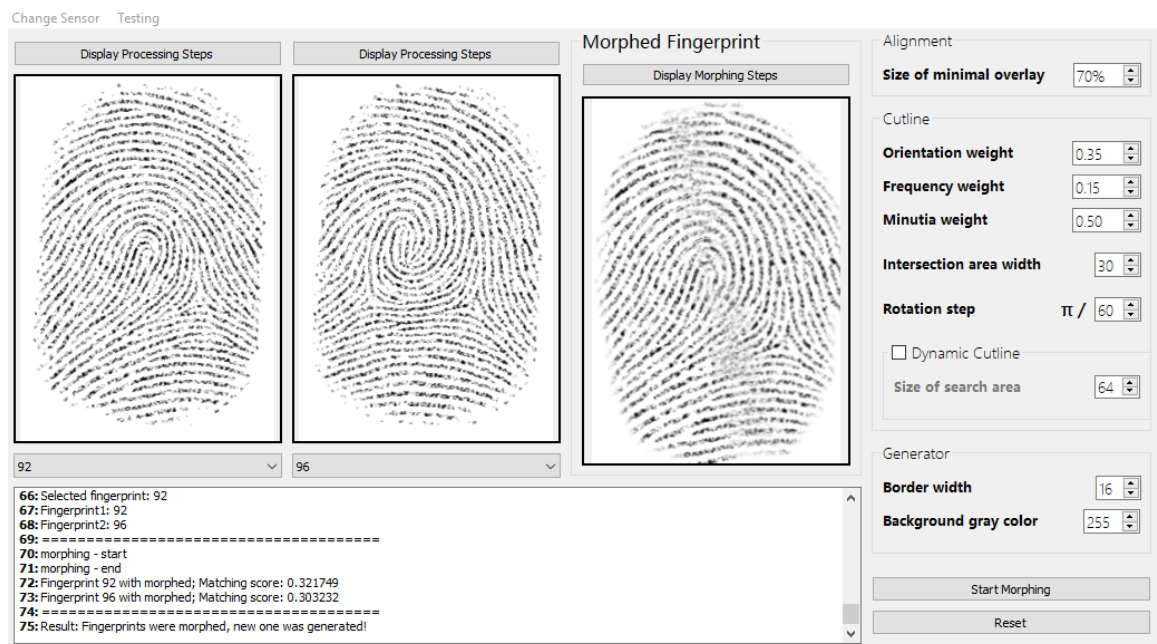 Change Sensor Testing
Display Processing Steps
Display Processing Steps
Morphed Fingerprint
Display Morphing Steps
92
96
Alignment
Size of minimal overlay 70%
Cutline
Orientation weight 0.35
Frequency weight 0.15
Minutia weight 0.50
Intersection area width 30
Rotation step π / 60
Dynamic Cutline
Size of search area 64
Generator
Border width 16
Background gray color 255
Start Morphing
Reset
66: Selected fingerprint: 92
67: Fingerprint1: 92
68: Fingerprint2: 96
69: =======================================
70: morphing - start
71: morphing - end
72: Fingerprint 92 with morphed; Matching score: 0.321749
73: Fingerprint 96 with morphed; Matching score: 0.303232
74: =======================================
75: Result: Fingerprints were morphed, new one was generated!